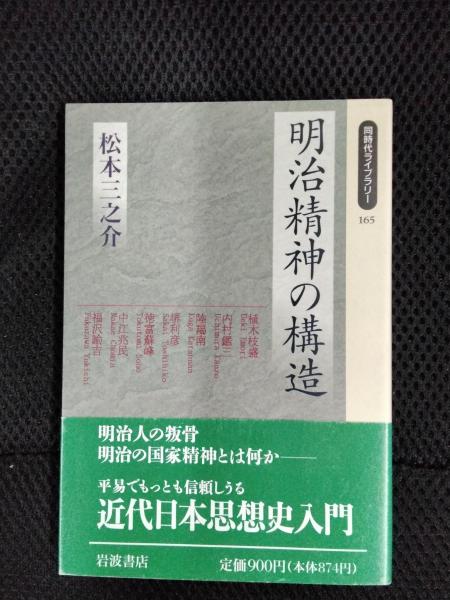 同時代ライブラリー
165
明治精神の構造
松本三之介
植木枝盛
Ueki Emori
内村鑑三
Uchimura Kanzo
陸羯南
Kuga Katsunan
堺利彦
Sakai Toshihiko
徳富蘇峰
Tokutomi Soho
中江兆民
Nakae Chomin
福沢諭吉
Fukuzawa Yukichi
明治人の叛骨
明治の国家精神とは何か――
平易でもっとも信頼しうる
近代日本思想史入門
岩波書店
定価900円(本体874円)